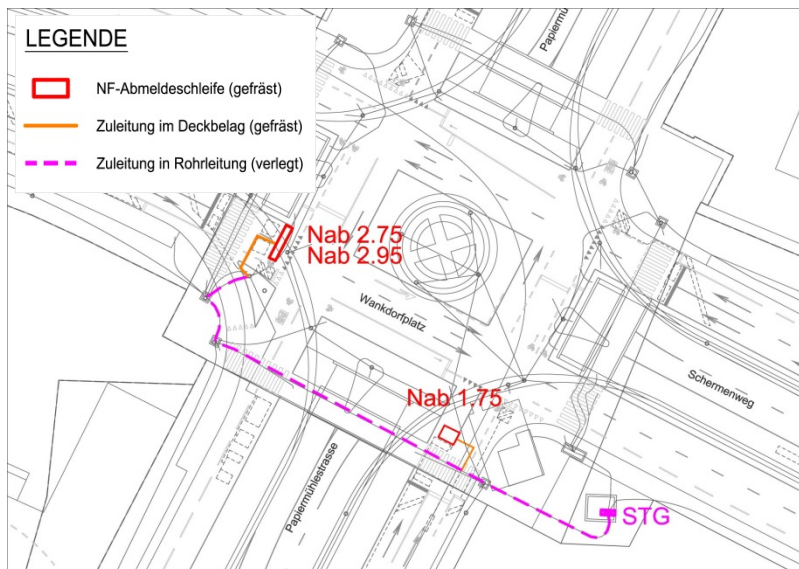 LEGENDE
NF-Abmeldeschleife (gefräst)
Zuleitung im Deckbelag (gefräst)
Zuleitung in Rohrleitung (verlegt)
Papiermühlestrasse
Nab 2.75
Nab 2.95
Wankdorfplatz
Nab 1.75
Schermenweg
Papiermühlestrasse
STG